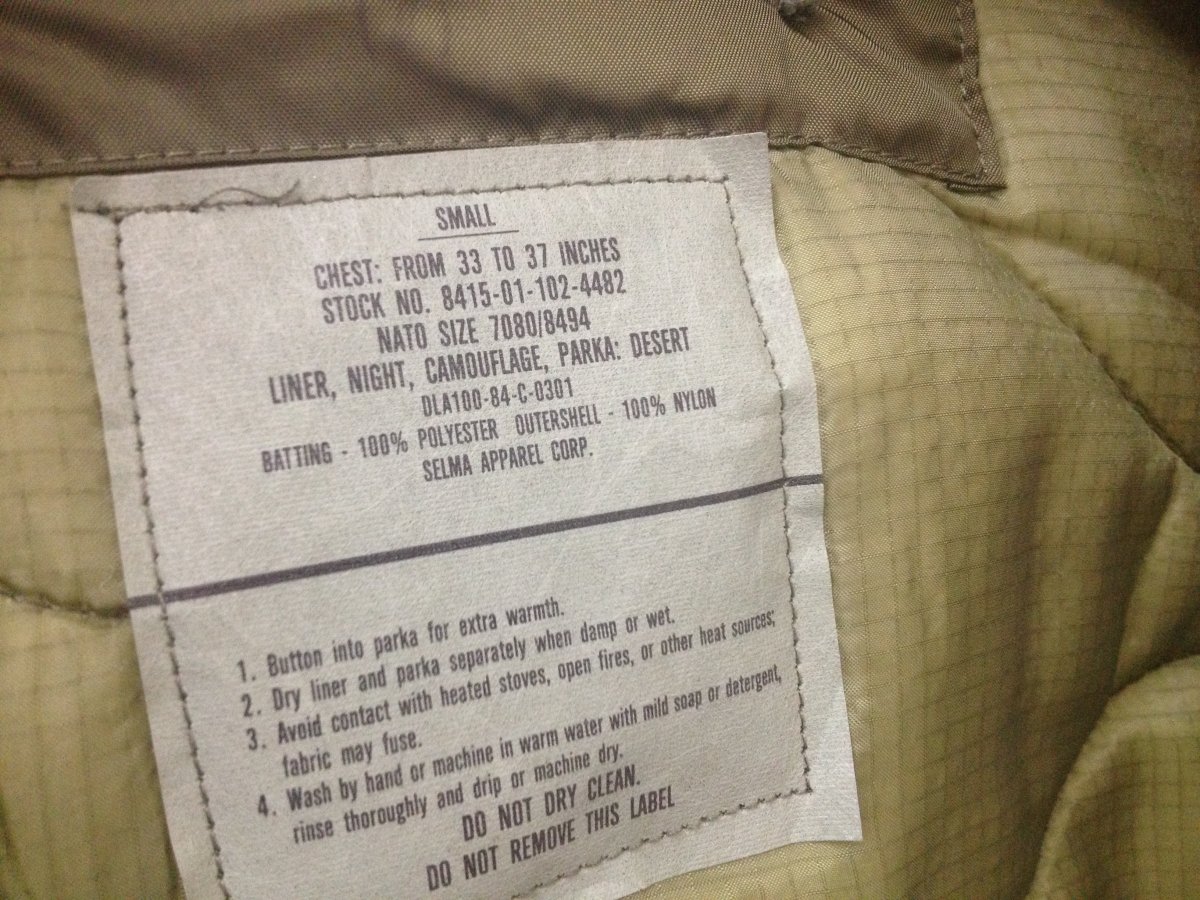 SMALL
CHEST: FROM 33 TO 37 INCHES
STOCK NO. 8415-01-102-4482
NATO SIZE 7080/8494
LINER, NIGHT, CAMOUFLAGE, PARKA: DESERT
DLA100-84-C-0301
BATTING - 100% POLYESTER OUTERSHELL - 100% NYLON
SELMA APPAREL CORP.
1. Button into parka for extra warmth.
2. Dry liner and parka separately when damp or wet.
3. Avoid contact with heated stoves, open fires, or other heat sources;
fabric may fuse.
4. Wash by hand or machine in warm water with mild soap or detergent,
rinse thoroughly and drip or machine dry.
DO NOT DRY CLEAN.
DO NOT REMOVE THIS LABEL